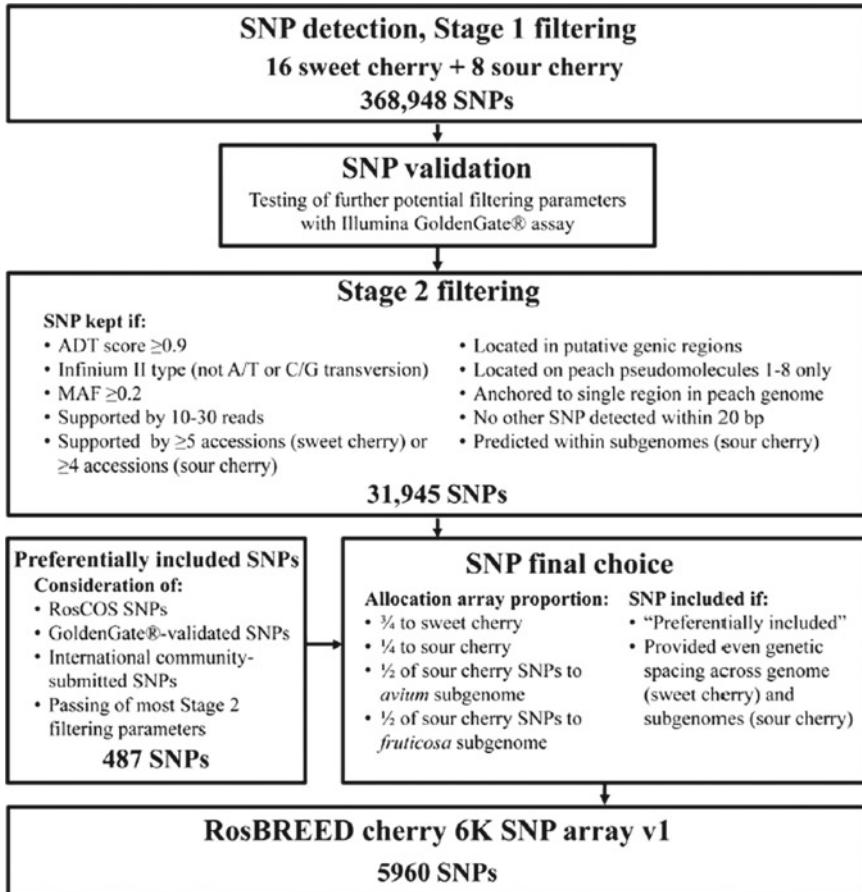 SNP detection, Stage 1 filtering
16 sweet cherry + 8 sour cherry
368,948 SNPs
SNP validation
Testing of further potential filtering parameters
with Illumina GoldenGate® assay
Stage 2 filtering
SNP kept if:
• ADT score ≥0.9
• Infinium II type (not A/T or C/G transversion)
• MAF ≥0.2
• Supported by 10-30 reads
• Supported by ≥5 accessions (sweet cherry) or
≥4 accessions (sour cherry)
• Located in putative genic regions
• Located on peach pseudomolecules 1-8 only
• Anchored to single region in peach genome
• No other SNP detected within 20 bp
• Predicted within subgenomes (sour cherry)
31,945 SNPs
Preferentially included SNPs
Consideration of:
• RosCOS SNPs
• GoldenGate®-validated SNPs
• International community-
submitted SNPs
• Passing of most Stage 2
filtering parameters
487 SNPs
SNP final choice
Allocation array proportion:
• ¾ to sweet cherry
• ¼ to sour cherry
• ½ of sour cherry SNPs to
avium subgenome
• ½ of sour cherry SNPs to
fruticosa subgenome
SNP included if:
• “Preferentially included”
• Provided even genetic
spacing across genome
(sweet cherry) and
subgenomes (sour cherry)
RosBREED cherry 6K SNP array v1
5960 SNPs